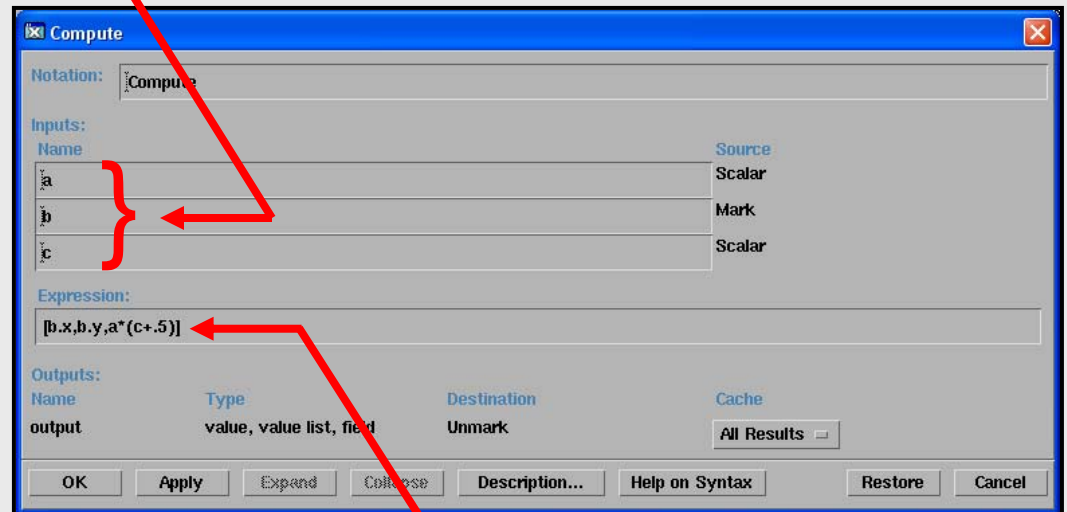 Compute
Notation: Compute
Inputs:
Name Source
a Scalar
b Mark
c Scalar
Expression:
[b.x,b.y,a*(c+.5)]
Outputs:
Name Type Destination Cache
output value, value list, field Unmark All Results
OK Apply Expand Collapse Description... Help on Syntax Restore Cancel